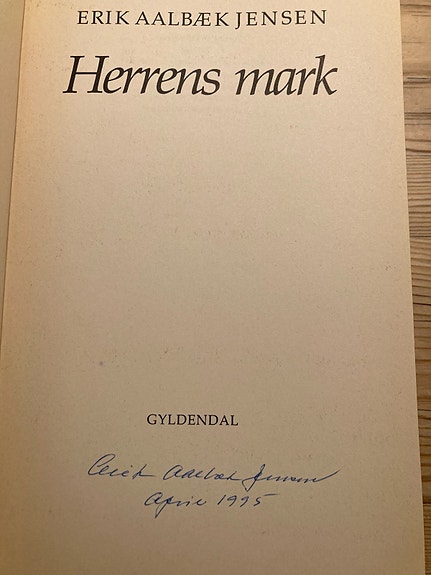 ERIK AALBÆK JENSEN
Herrens mark
GYLDENDAL
Erik Aalbæk Jensen
April 1995